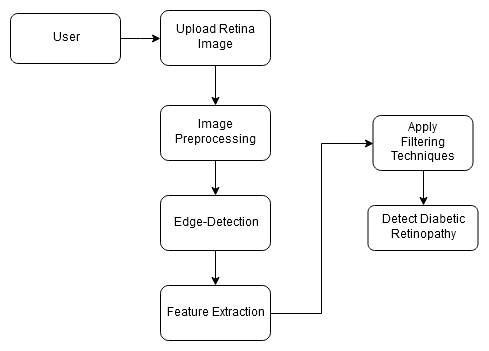 User
Upload Retina
Image
Image
Preprocessing
Edge-Detection
Feature Extraction
Apply
Filtering
Techniques
Detect Diabetic
Retinopathy